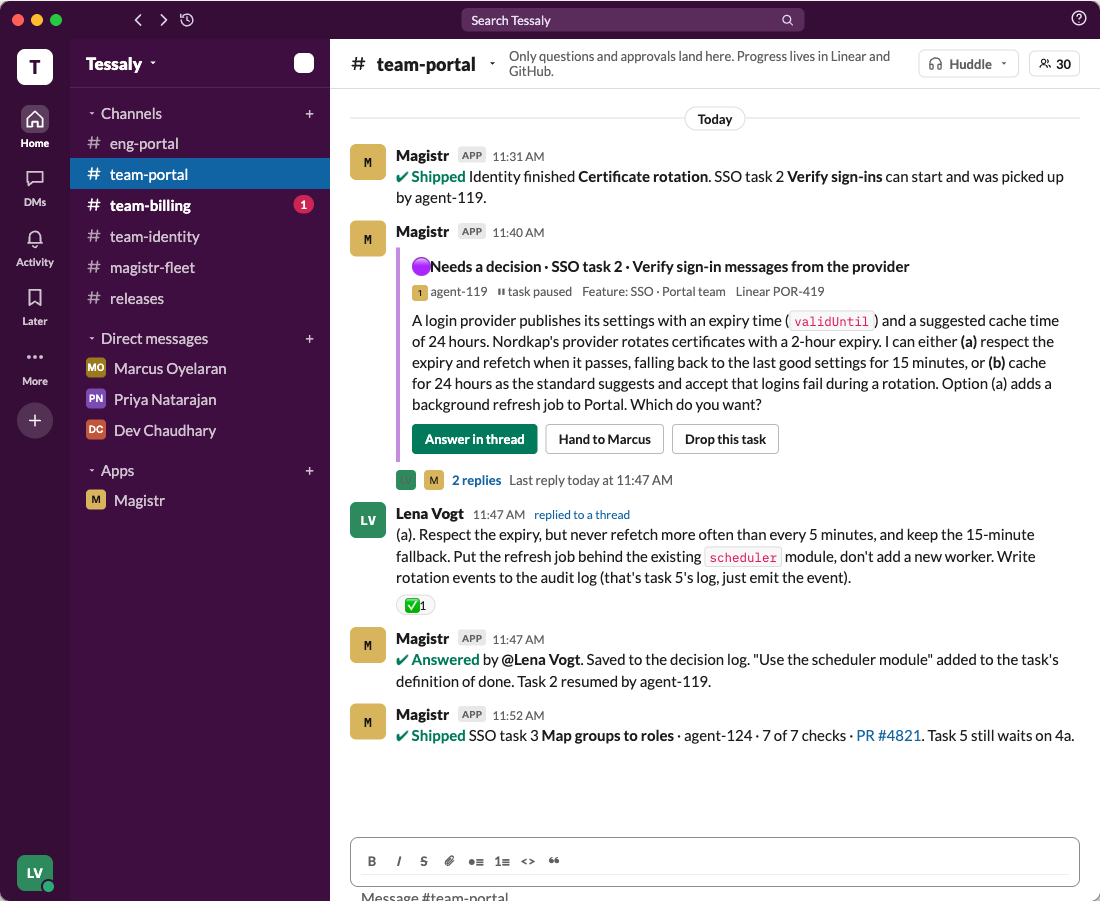 Search Tessaly
T
Tessaly
# team-portal
Only questions and approvals land here. Progress lives in Linear and
GitHub.
Huddle
30
Home
DMs
Activity
Later
More
+
LV
Channels +
# eng-portal
# team-portal
# team-billing 1
# team-identity
# magistr-fleet
# releases
Direct messages +
MO Marcus Oyelaran
PN Priya Natarajan
DC Dev Chaudhary
Apps +
M Magistr
Today
M
Magistr APP 11:31 AM
✔ Shipped Identity finished Certificate rotation. SSO task 2 Verify sign-ins can start and was picked up
by agent-119.
M
Magistr APP 11:40 AM
Needs a decision · SSO task 2 · Verify sign-in messages from the provider
1 agent-119 task paused Feature: SSO · Portal team Linear POR-419
A login provider publishes its settings with an expiry time (validUntil) and a suggested cache time
of 24 hours. Nordkap's provider rotates certificates with a 2-hour expiry. I can either (a) respect the
expiry and refetch when it passes, falling back to the last good settings for 15 minutes, or (b) cache
for 24 hours as the standard suggests and accept that logins fail during a rotation. Option (a) adds a
background refresh job to Portal. Which do you want?
Answer in thread Hand to Marcus Drop this task
M 2 replies Last reply today at 11:47 AM
LV
Lena Vogt 11:47 AM replied to a thread
(a). Respect the expiry, but never refetch more often than every 5 minutes, and keep the 15-minute
fallback. Put the refresh job behind the existing scheduler module, don't add a new worker. Write
rotation events to the audit log (that's task 5's log, just emit the event).
✅1
M
Magistr APP 11:47 AM
✔ Answered by @Lena Vogt. Saved to the decision log. "Use the scheduler module" added to the task's
definition of done. Task 2 resumed by agent-119.
M
Magistr APP 11:52 AM
✔ Shipped SSO task 3 Map groups to roles · agent-124 · 7 of 7 checks · PR #4821. Task 5 still waits on 4a.
B I S 1≡ <> ❝
Message #team-portal